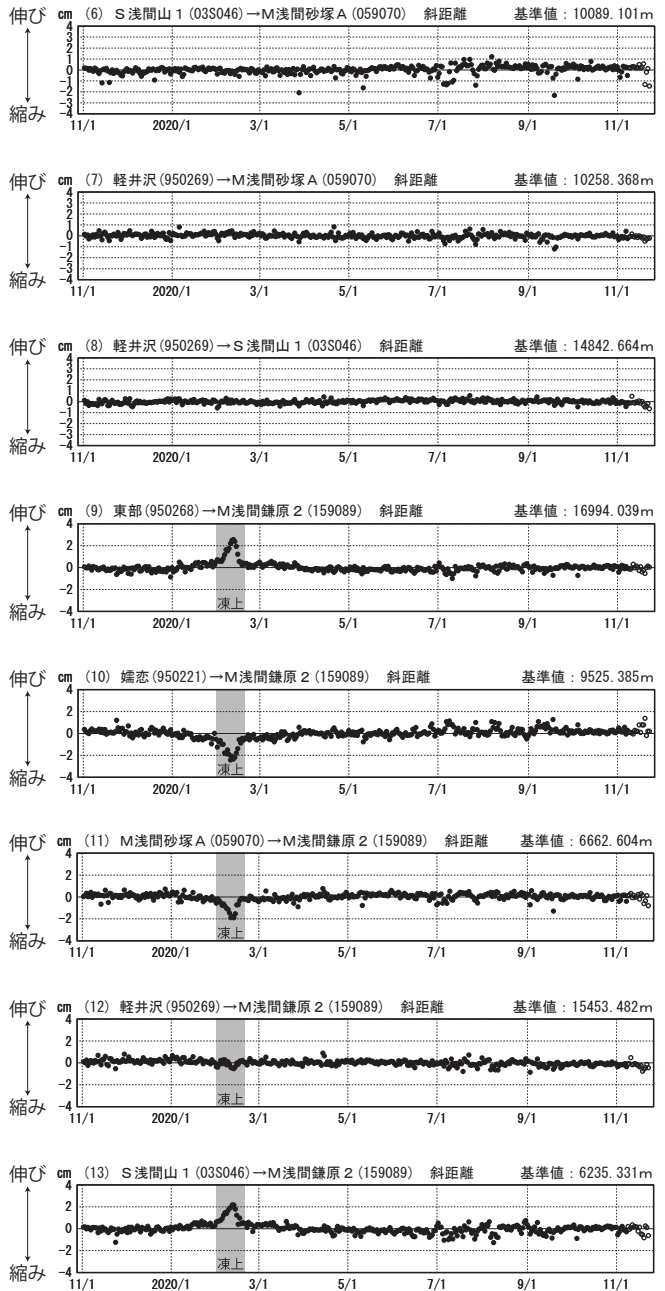 伸び cm (6) S浅間山1(03S046)→M浅間砂塚A(059070) 斜距離 基準値：10089.101m
4
3
2
1
0
-1
-2
-3
縮み -4
11/1 2020/1 3/1 5/1 7/1 9/1 11/1
伸び cm (7) 軽井沢(950269)→M浅間砂塚A(059070) 斜距離 基準値：10258.368m
4
3
2
1
0
-1
-2
-3
縮み -4
11/1 2020/1 3/1 5/1 7/1 9/1 11/1
伸び cm (8) 軽井沢(950269)→S浅間山1(03S046) 斜距離 基準値：14842.664m
4
3
2
1
0
-1
-2
-3
縮み -4
11/1 2020/1 3/1 5/1 7/1 9/1 11/1
伸び cm (9) 東部(950268)→M浅間鎌原2(159089) 斜距離 基準値：16994.039m
4
2
0
-2
凍上
縮み -4
11/1 2020/1 3/1 5/1 7/1 9/1 11/1
伸び cm (10) 嬬恋(950221)→M浅間鎌原2(159089) 斜距離 基準値：9525.385m
4
2
0
-2
凍上
縮み -4
11/1 2020/1 3/1 5/1 7/1 9/1 11/1
伸び cm (11) M浅間砂塚A(059070)→M浅間鎌原2(159089) 斜距離 基準値：6662.604m
4
2
0
-2
凍上
縮み -4
11/1 2020/1 3/1 5/1 7/1 9/1 11/1
伸び cm (12) 軽井沢(950269)→M浅間鎌原2(159089) 斜距離 基準値：15453.482m
4
2
0
-2
凍上
縮み -4
11/1 2020/1 3/1 5/1 7/1 9/1 11/1
伸び cm (13) S浅間山1(03S046)→M浅間鎌原2(159089) 斜距離 基準値：6235.331m
4
2
0
-2
凍上
縮み -4
11/1 2020/1 3/1 5/1 7/1 9/1 11/1